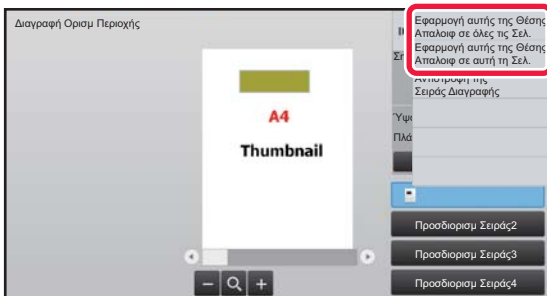 Διαγραφή Ορισμ Περιοχής
Εφαρμογή αυτής της Θέσης
Απαλοιφ σε όλες τις Σελ.
Εφαρμογή αυτής της Θέσης
Απαλοιφ σε αυτή τη Σελ.
Αντιστροφή της
Σειράς Διαγραφής
A4
Thumbnail
Προσδιορισμ Σειράς2
Προσδιορισμ Σειράς3
Προσδιορισμ Σειράς4